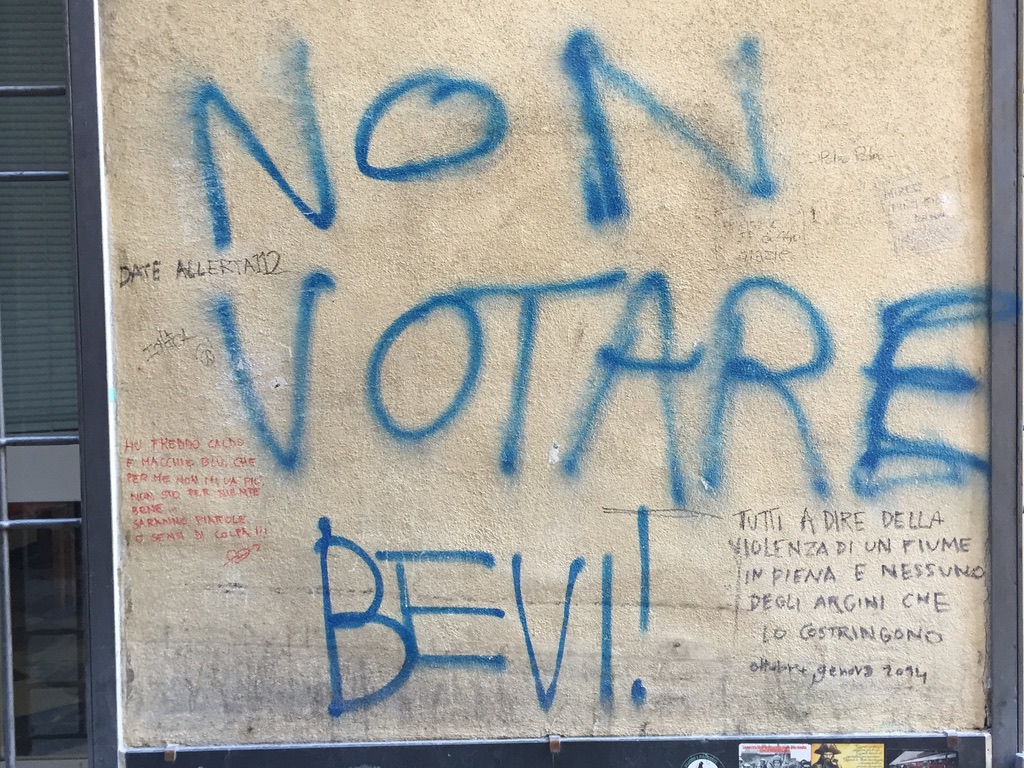 NON
VOTARE
BEVI!
DATE ALLERTA112
HO FREDDO CALDO
E MACCHIE BLU, CHE
PER ME NON MI VA PIÙ,
NON STO PER NIENTE
BENE...
SARANNO PIATTOLE
O SENSI DI COLPA!!!
TUTTI A DIRE DELLA
VIOLENZA DI UN FIUME
IN PIENA E NESSUNO
DEGLI ARGINI CHE
LO COSTRINGONO
ottobre, genova 2014